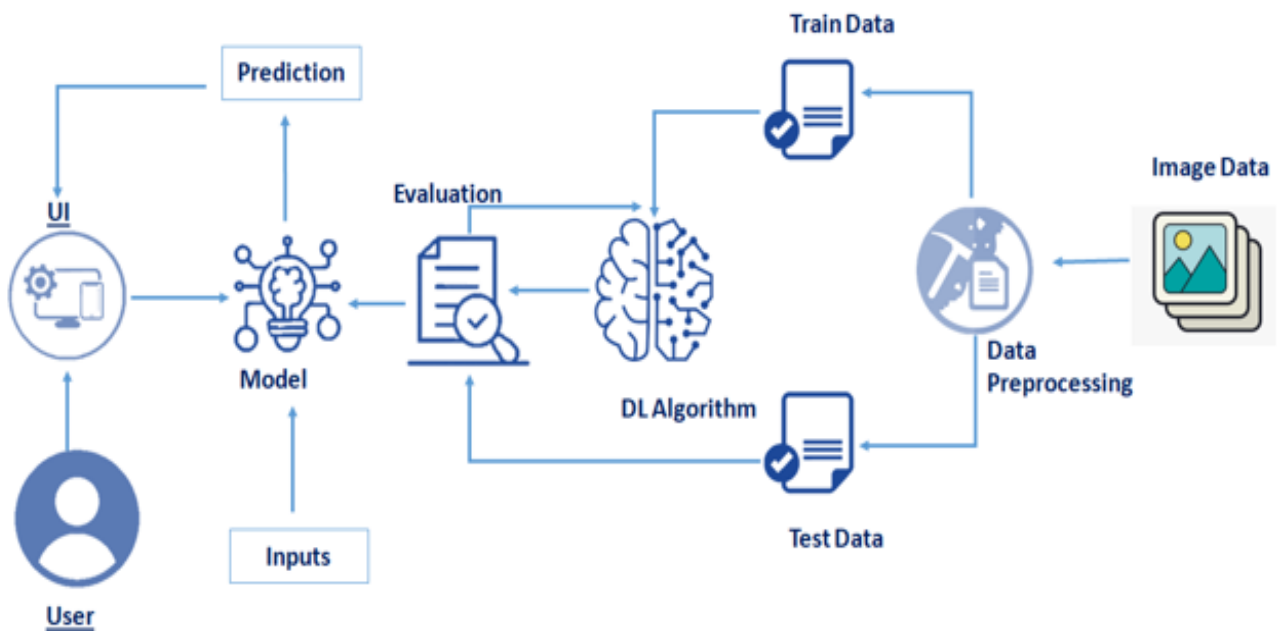 Train Data
Prediction
Image Data
Evaluation
UI
Data
Preprocessing
Model
DL Algorithm
Test Data
Inputs
User